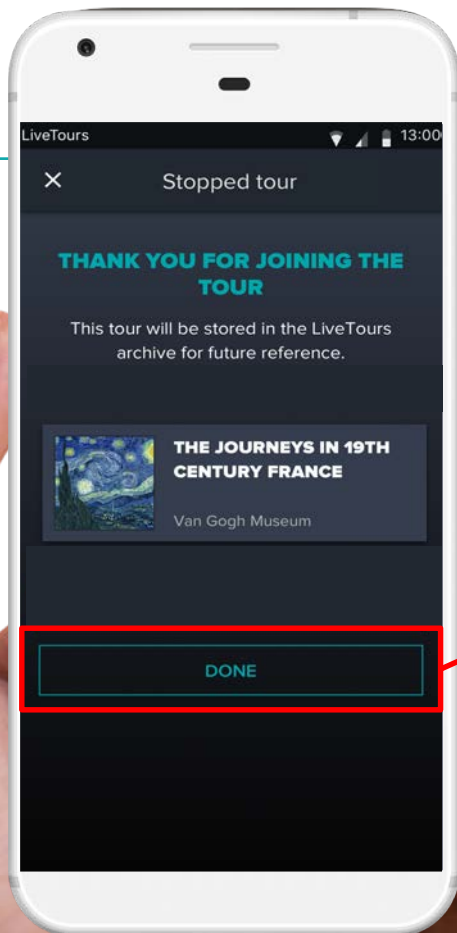 LiveTours 13:00
Stopped tour
THANK YOU FOR JOINING THE
TOUR
This tour will be stored in the LiveTours
archive for future reference.
THE JOURNEYS IN 19TH
CENTURY FRANCE
Van Gogh Museum
DONE